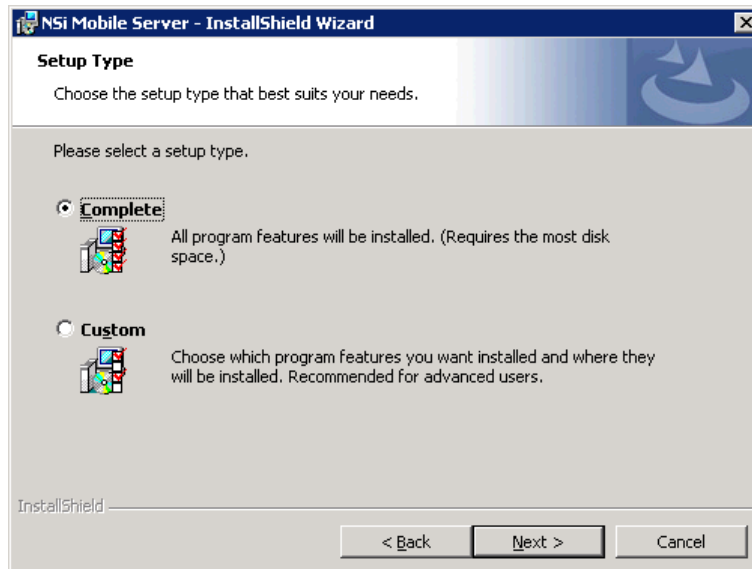 NSi Mobile Server - InstallShield Wizard
Setup Type
Choose the setup type that best suits your needs.
Please select a setup type.
Complete
All program features will be installed. (Requires the most disk
space.)
Custom
Choose which program features you want installed and where they
will be installed. Recommended for advanced users.
InstallShield
< Back
Next >
Cancel